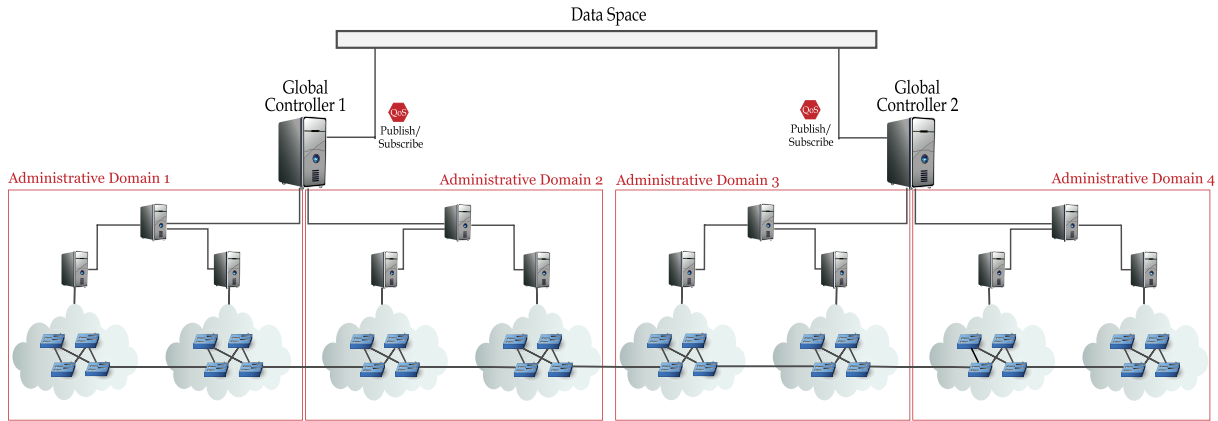 Data Space
Global
Controller 1
QoS
Publish/
Subscribe
Global
Controller 2
QoS
Publish/
Subscribe
Administrative Domain 1
Administrative Domain 2
Administrative Domain 3
Administrative Domain 4